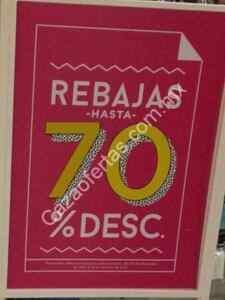 REBAJAS
-HASTA-
70
% DESC.
cazaofertas.com.mx